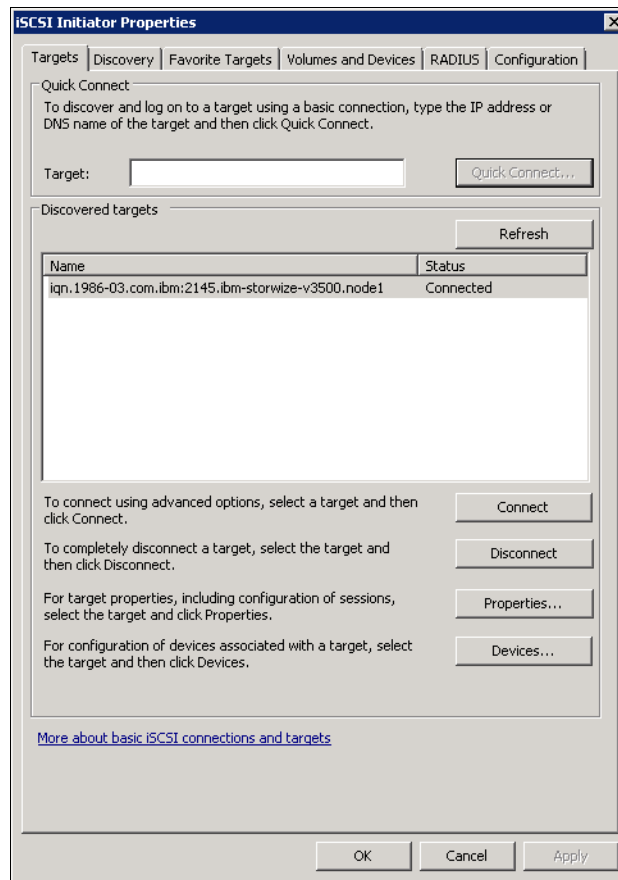 iSCSI Initiator Properties
Targets Discovery Favorite Targets Volumes and Devices RADIUS Configuration
Quick Connect
To discover and log on to a target using a basic connection, type the IP address or
DNS name of the target and then click Quick Connect.
Target: Quick Connect...
Discovered targets
Refresh
Name Status
iqn.1986-03.com.ibm:2145.ibm-storwize-v3500.node1 Connected
To connect using advanced options, select a target and then
click Connect.
Connect
To completely disconnect a target, select the target and
then click Disconnect.
Disconnect
For target properties, including configuration of sessions,
select the target and click Properties.
Properties...
For configuration of devices associated with a target, select
the target and then click Devices.
Devices...
More about basic iSCSI connections and targets
OK Cancel Apply